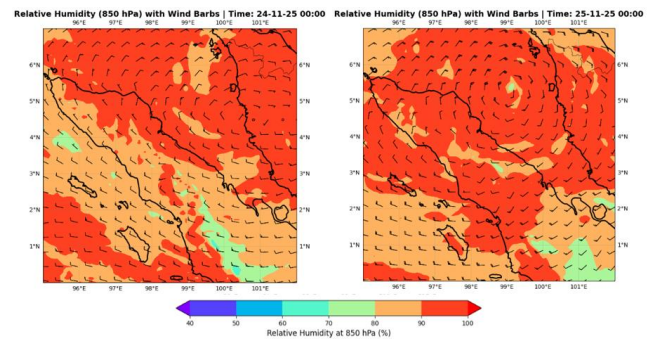 Relative Humidity (850 hPa) with Wind Barbs | Time: 24-11-25 00:00
Relative Humidity (850 hPa) with Wind Barbs | Time: 25-11-25 00:00
96°E 97°E 98°E 99°E 100°E 101°E
96°E 97°E 98°E 99°E 100°E 101°E
6°N 6°N 6°N 6°N
5°N 5°N 5°N 5°N
4°N 4°N 4°N 4°N
3°N 3°N 3°N 3°N
2°N 2°N 2°N 2°N
1°N 1°N 1°N 1°N
96°E 97°E 98°E 99°E 100°E 101°E
96°E 97°E 98°E 99°E 100°E 101°E
40 50 60 70 80 90 100
Relative Humidity at 850 hPa (%)